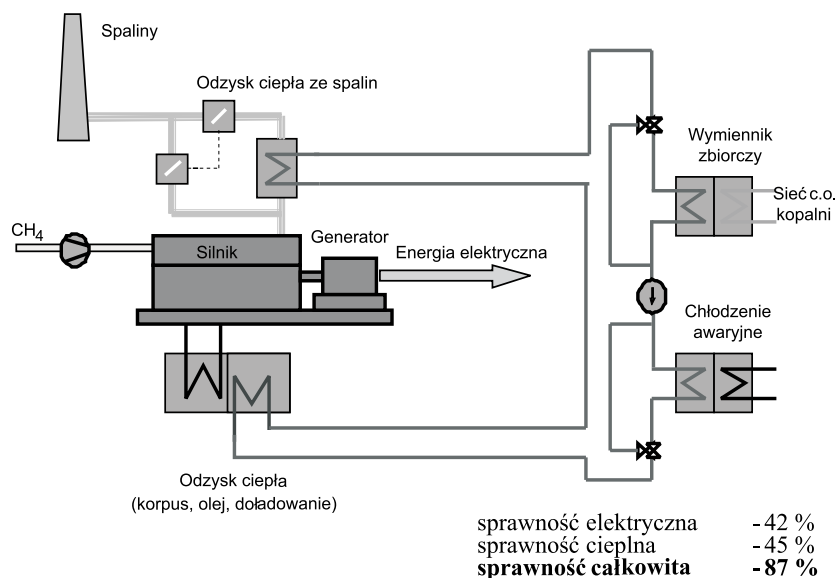 Spaliny
Odzysk ciepła ze spalin
Wymiennik
zbiorczy
Sieć c.o.
kopalni
CH4
Silnik
Generator
Energia elektryczna
Chłodzenie
awaryjne
Odzysk ciepła
(korpus, olej, doładowanie)
sprawność elektryczna - 42 %
sprawność cieplna - 45 %
sprawność całkowita - 87 %